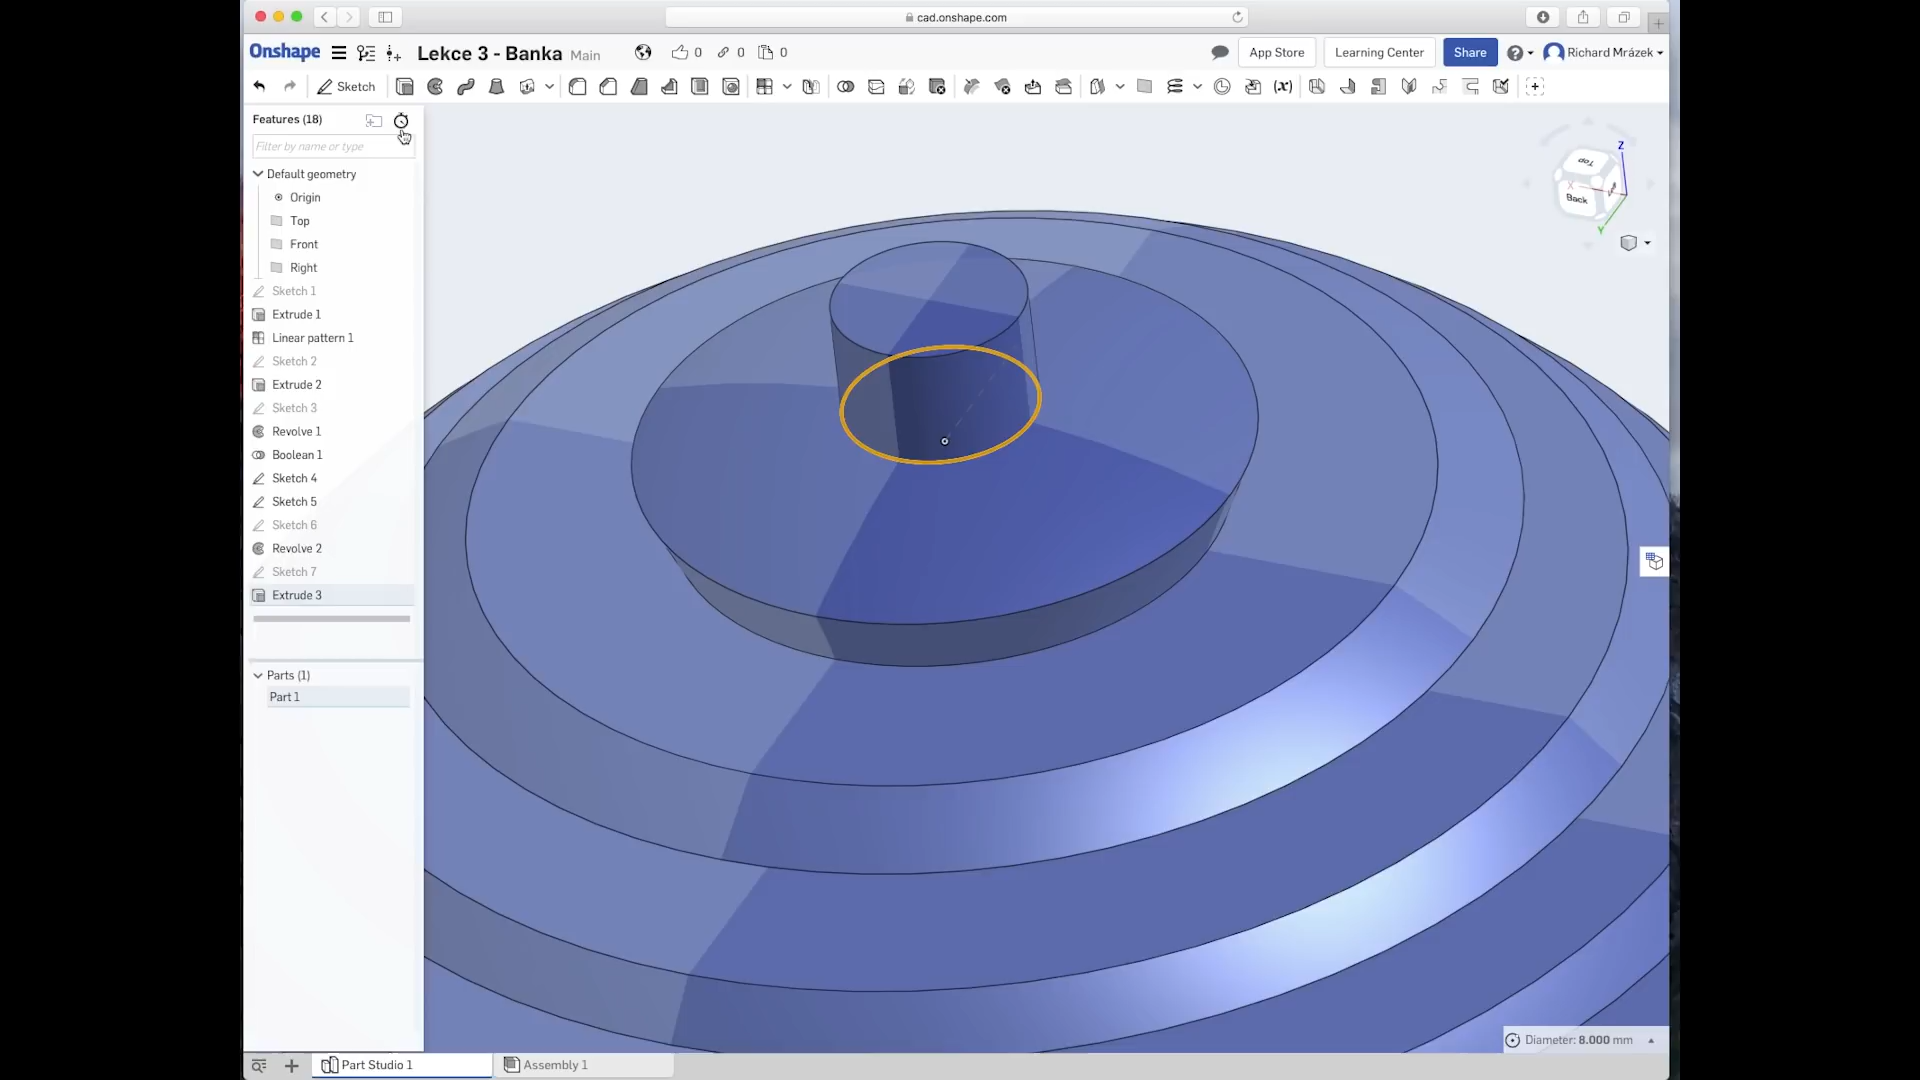 cad.onshape.com
Onshape
Lekce 3 - Banka Main
0
0
0
App Store
Learning Center
Share
Richard Mrázek
Sketch
(x)
Features (18)
Filter by name or type
Default geometry
Origin
Top
Front
Right
Sketch 1
Extrude 1
Linear pattern 1
Sketch 2
Extrude 2
Sketch 3
Revolve 1
Boolean 1
Sketch 4
Sketch 5
Sketch 6
Revolve 2
Sketch 7
Extrude 3
Parts (1)
Part 1
Z
Top
X
Back
Y
Diameter: 8.000 mm
Part Studio 1
Assembly 1